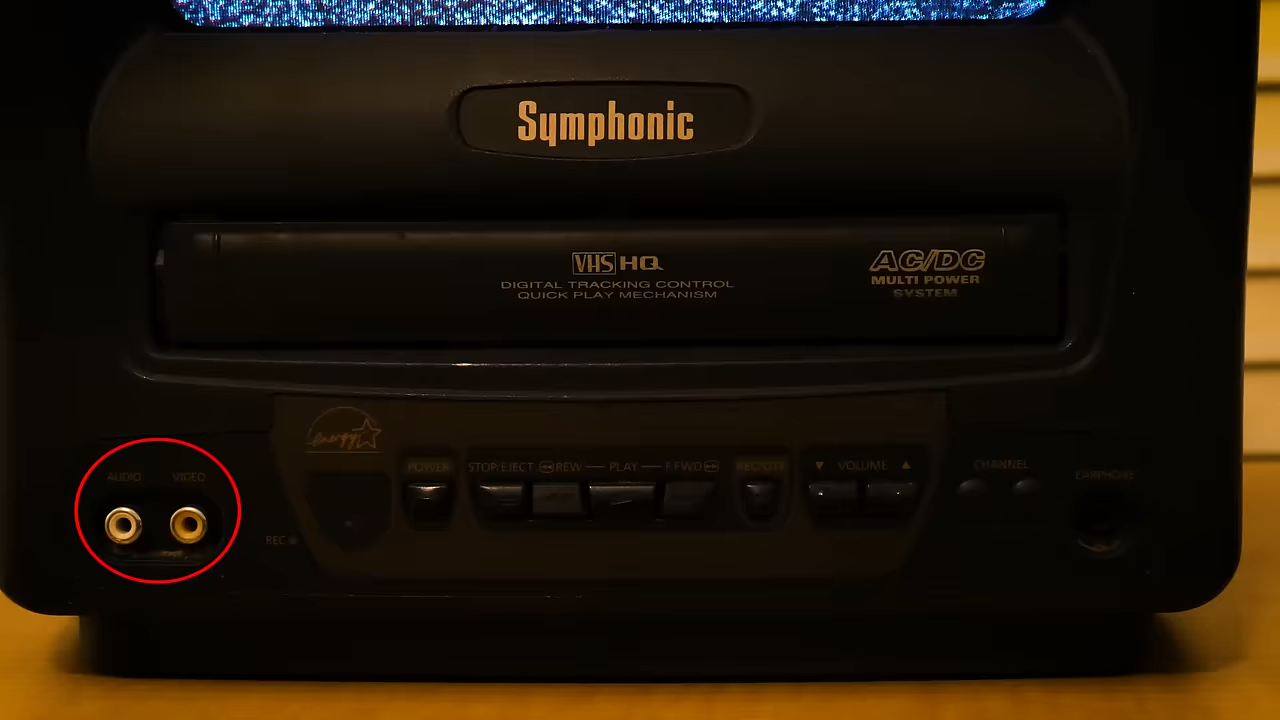 Symphonic
VHS HQ
DIGITAL TRACKING CONTROL
QUICK PLAY MECHANISM
AC/DC
MULTI POWER
SYSTEM
energy
AUDIO VIDEO
POWER STOP/EJECT REW PLAY F.FWD REC/OTR ▼ VOLUME ▲ CHANNEL EARPHONE
REC